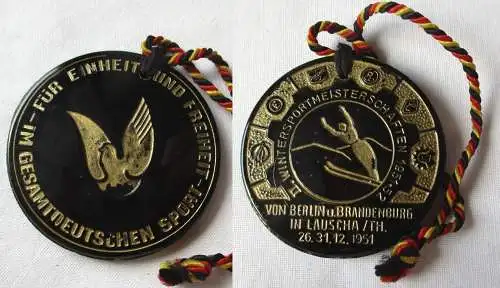 FÜR EINHEIT UND FREIHEIT -
IM GESAMTDEUTSCHEN SPORT -
II. WINTERSPORTMEISTERSCHAFTEN 1951-52
VON BERLIN U. BRANDENBURG
IN LAUSCHA/TH.
26.31.12.1951